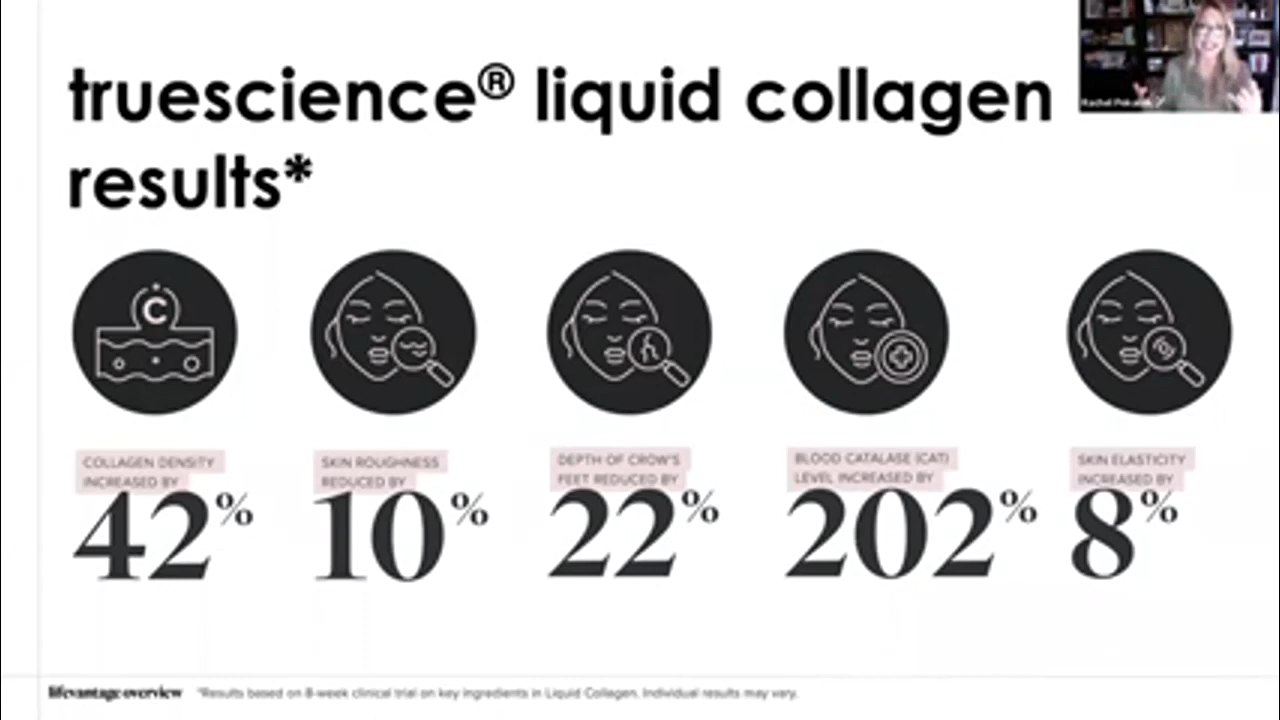 truescience® liquid collagen
results*
COLLAGEN DENSITY
INCREASED BY
42%
SKIN ROUGHNESS
REDUCED BY
10%
DEPTH OF CROW'S
FEET REDUCED BY
22%
BLOOD CATALASE (CAT)
LEVEL INCREASED BY
202%
SKIN ELASTICITY
INCREASED BY
8%
lifevantage overview *Results based on 8-week clinical trial on key ingredients in Liquid Collagen. Individual results may vary.
Rachel
C